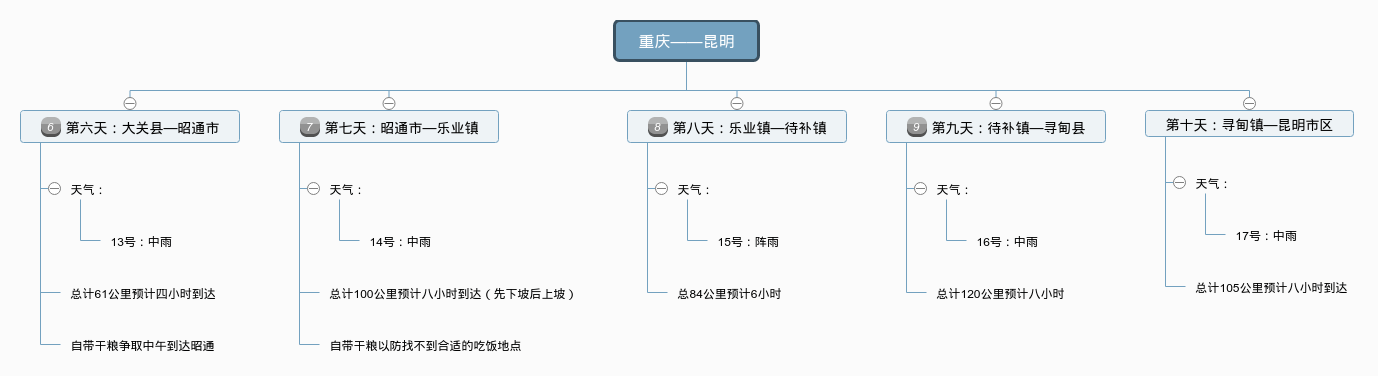 重庆——昆明
6 第六天：大关县—昭通市
天气：
13号：中雨
总计61公里预计四小时到达
自带干粮争取中午到达昭通
7 第七天：昭通市—乐业镇
天气：
14号：中雨
总计100公里预计八小时到达（先下坡后上坡）
自带干粮以防找不到合适的吃饭地点
8 第八天：乐业镇—待补镇
天气：
15号：阵雨
总84公里预计6小时
9 第九天：待补镇—寻甸县
天气：
16号：中雨
总计120公里预计八小时
第十天：寻甸镇—昆明市区
天气：
17号：中雨
总计105公里预计八小时到达